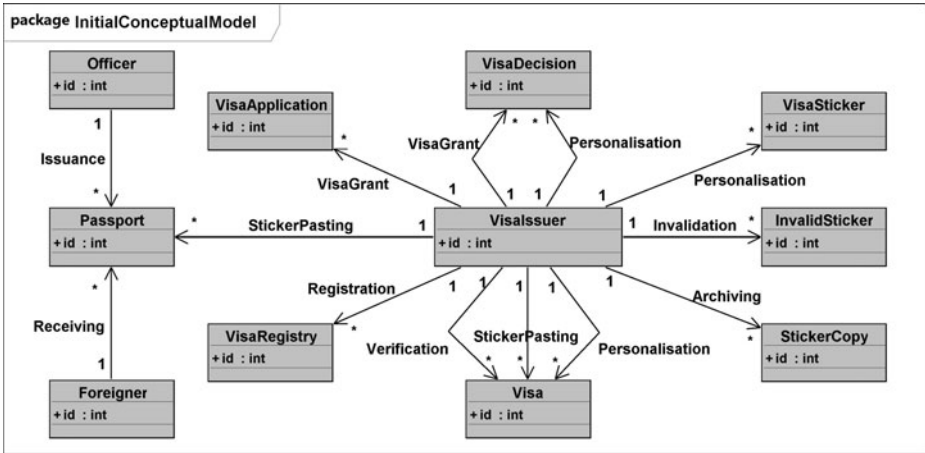 package InitialConceptualModel
Officer
+ id : int
VisaDecision
+ id : int
VisaApplication
+ id : int
VisaSticker
+ id : int
1
Issuance
*
*
VisaGrant
1
* *
VisaGrant
Personalisation
1 1
*
Personalisation
1
Passport
+ id : int
*
StickerPasting
1
VisaIssuer
+ id : int
1
Invalidation
*
InvalidSticker
+ id : int
*
Receiving
1
Registration
1
*
1
Verification
*
1
StickerPasting
*
1
Personalisation
*
1
Archiving
*
VisaRegistry
+ id : int
StickerCopy
+ id : int
Foreigner
+ id : int
Visa
+ id : int